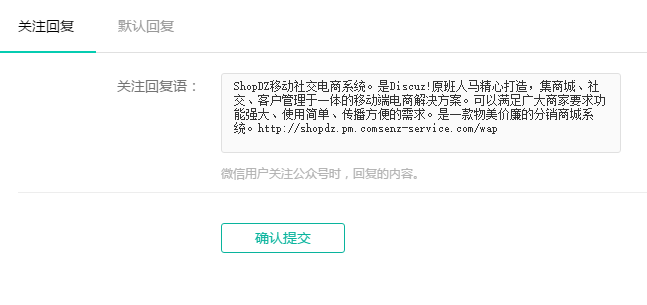 关注回复 默认回复
关注回复语：
ShopDZ移动社交电商系统。是Discuz!原班人马精心打造，集商城、社
交、客户管理于一体的移动端电商解决方案。可以满足广大商家要求功
能强大、使用简单、传播方便的需求。是一款物美价廉的分销商城系
统。http://shopdz.pm.comsenz-service.com/wap
微信用户关注公众号时，回复的内容。
确认提交